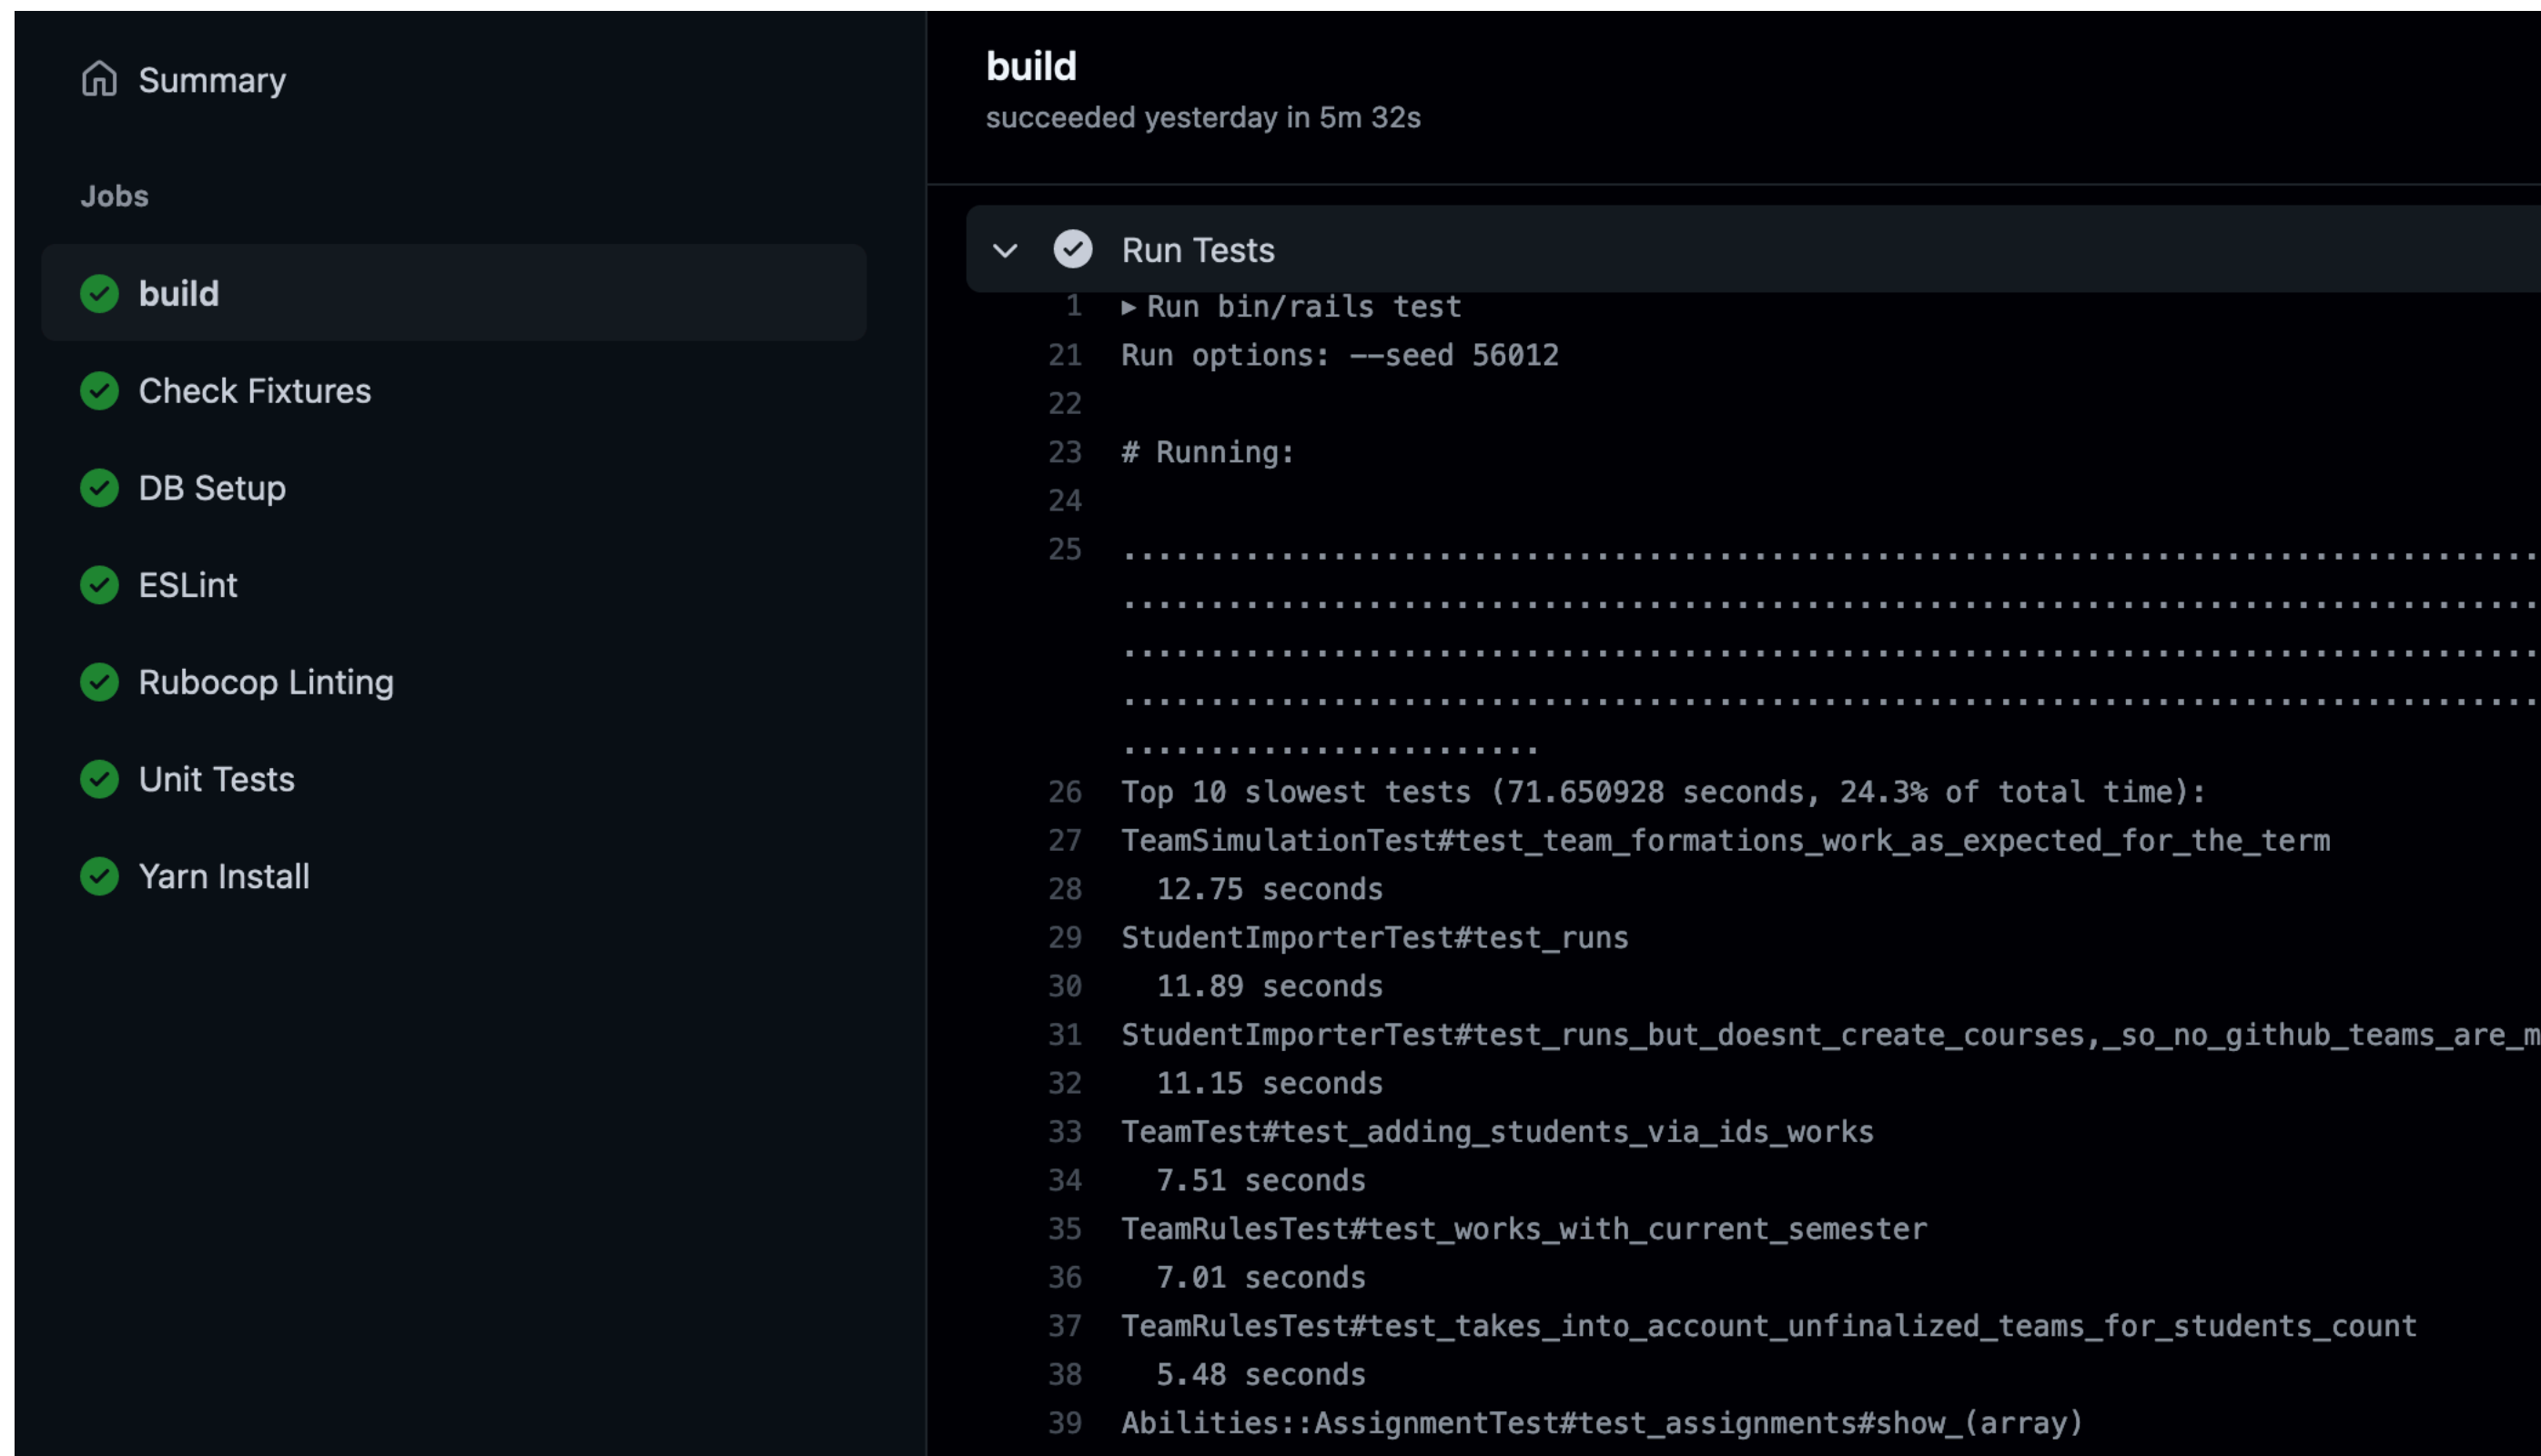 Summary
Jobs
build
Check Fixtures
DB Setup
ESLint
Rubocop Linting
Unit Tests
Yarn Install
build
succeeded yesterday in 5m 32s
Run Tests
1 ▸ Run bin/rails test
21 Run options: --seed 56012
22
23 # Running:
24
25 .................................................................................
.................................................................................
.................................................................................
.................................................................................
........................
26 Top 10 slowest tests (71.650928 seconds, 24.3% of total time):
27 TeamSimulationTest#test_team_formations_work_as_expected_for_the_term
28 12.75 seconds
29 StudentImporterTest#test_runs
30 11.89 seconds
31 StudentImporterTest#test_runs_but_doesnt_create_courses,_so_no_github_teams_are_m
32 11.15 seconds
33 TeamTest#test_adding_students_via_ids_works
34 7.51 seconds
35 TeamRulesTest#test_works_with_current_semester
36 7.01 seconds
37 TeamRulesTest#test_takes_into_account_unfinalized_teams_for_students_count
38 5.48 seconds
39 Abilities::AssignmentTest#test_assignments#show_(array)